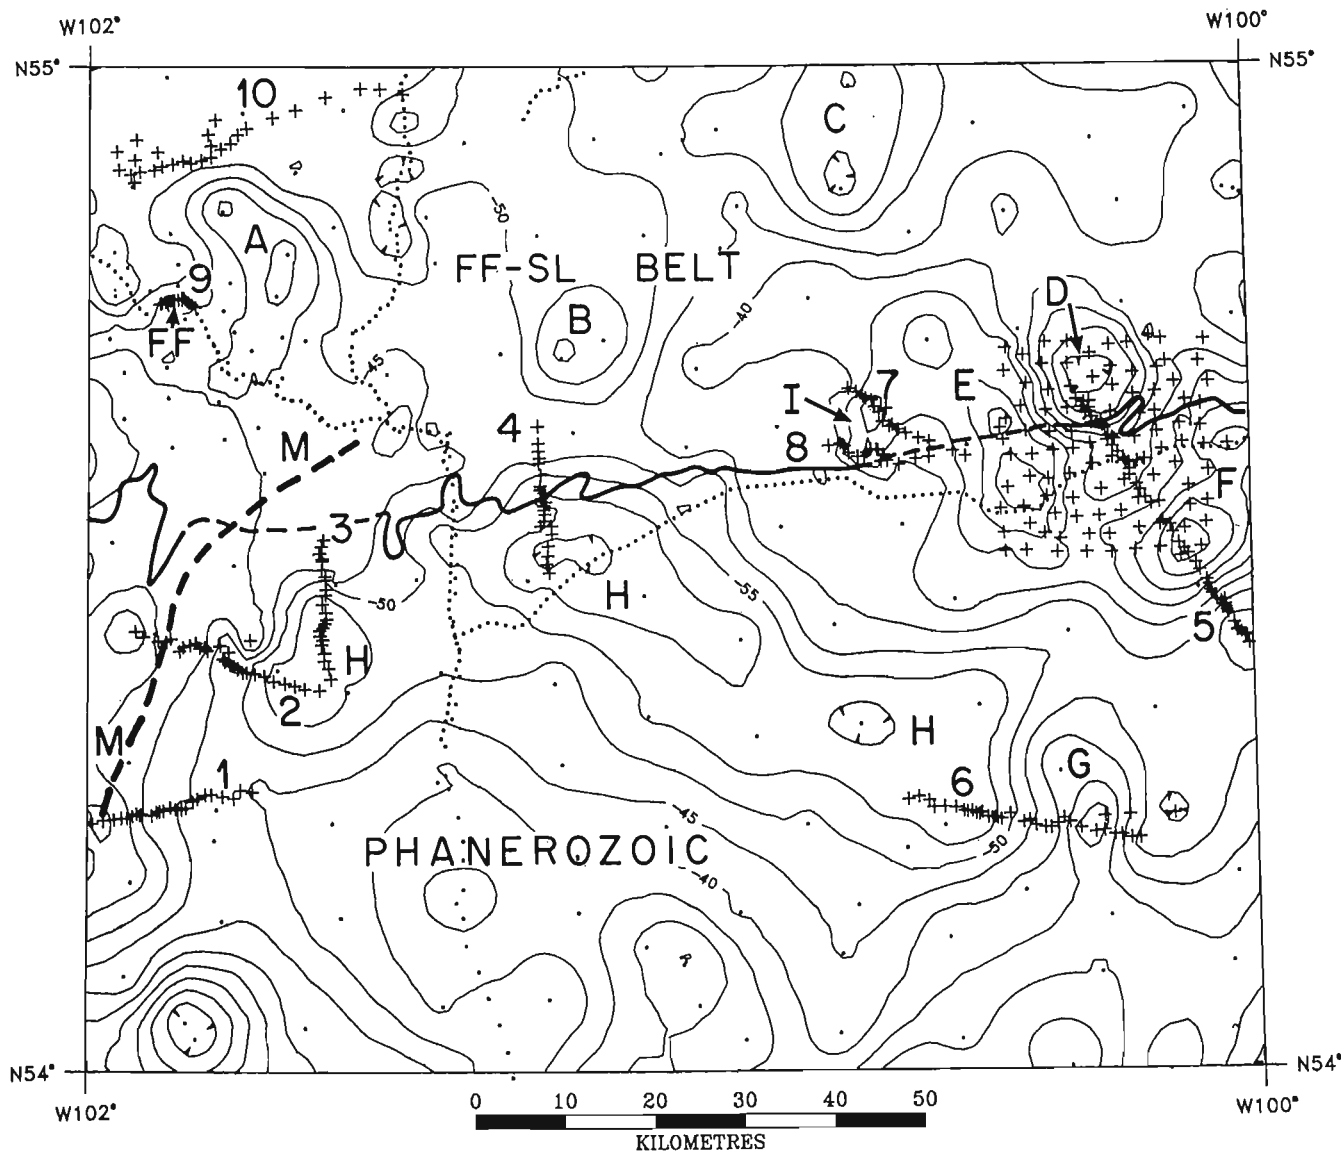 W102° W100°
N55° N55°
10
C
-50
A
FF-SL BELT
9
D
B
-40
FF
-45
7
E
I
4
M
8
F
3
-50
H
-55
5
H
2
H
M
G
1
6
-45
PHANEROZOIC
-50
-40
N54° N54°
W102° W100°
0 10 20 30 40 50
KILOMETRES